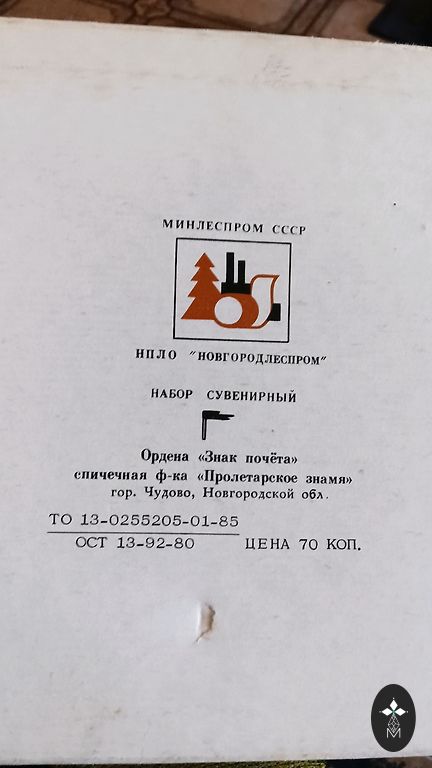 МИНЛЕСПРОМ СССР
НПЛО "НОВГОРОДЛЕСПРОМ"
НАБОР СУВЕНИРНЫЙ
Ордена «Знак почёта»
спичечная ф-ка «Пролетарское знамя»
гор. Чудово, Новгородской обл.
ТО 13-0255205-01-85
ОСТ 13-92-80 ЦЕНА 70 КОП.
М